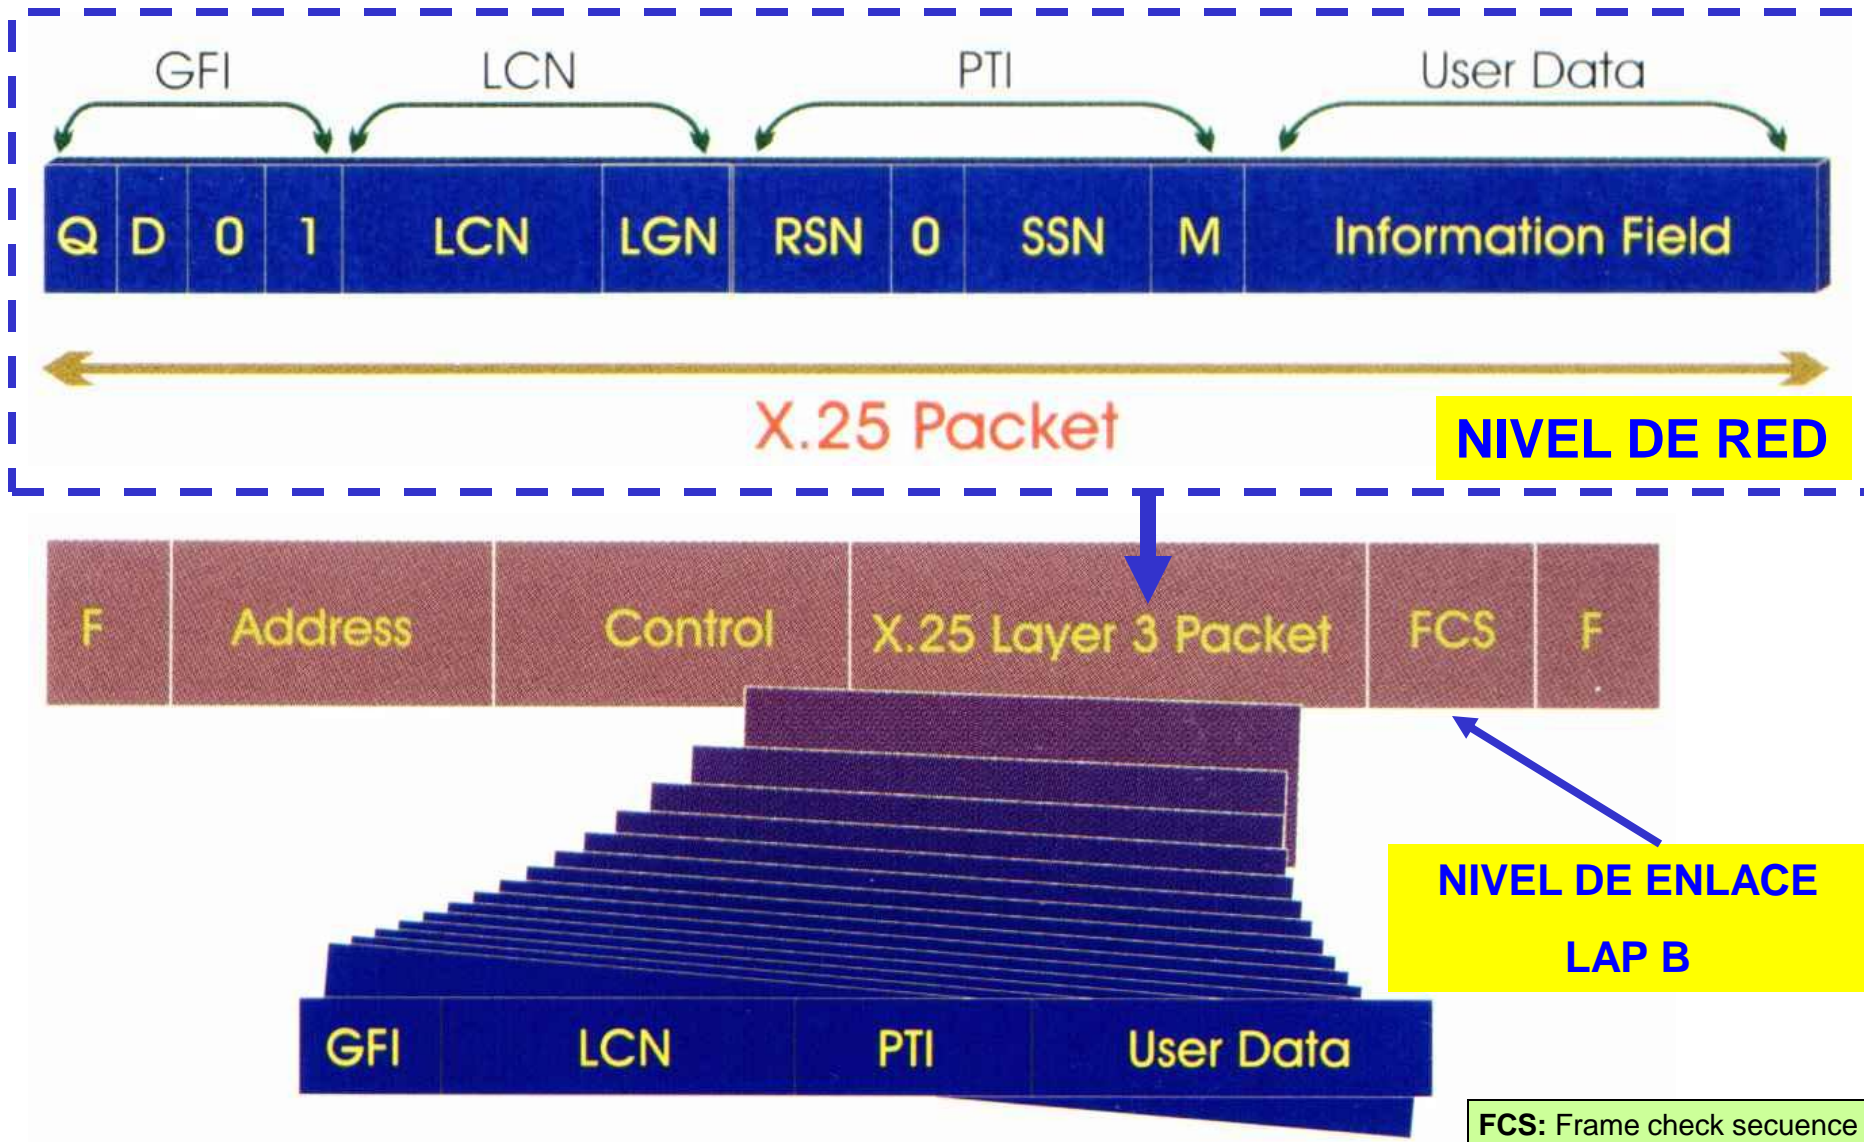 GFI LCN PTI User Data
Q D 0 1 LCN LGN RSN 0 SSN M Information Field
X.25 Packet
NIVEL DE RED
F Address Control X.25 Layer 3 Packet FCS F
NIVEL DE ENLACE
LAP B
GFI LCN PTI User Data
FCS: Frame check secuence